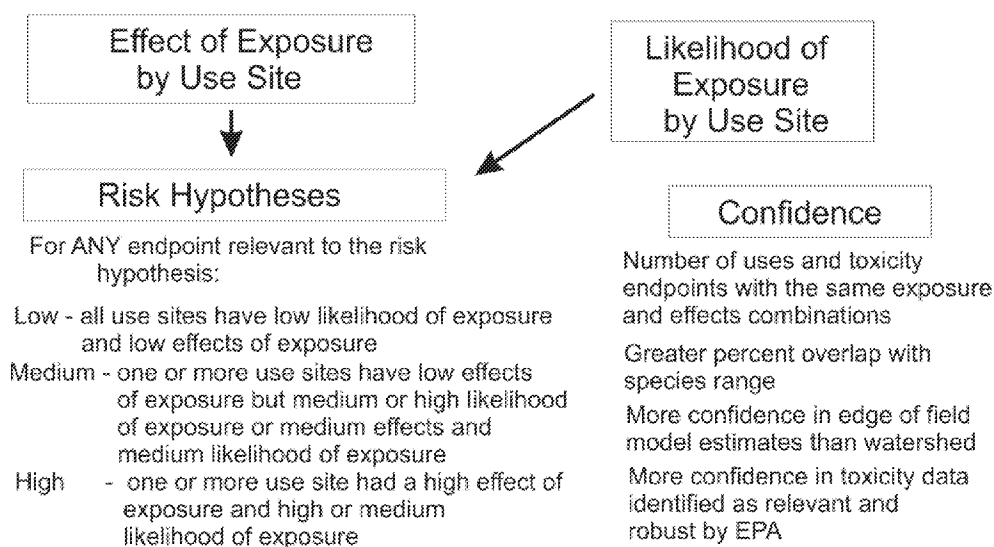 Effect of Exposure
by Use Site
Likelihood of
Exposure
by Use Site
Risk Hypotheses
For ANY endpoint relevant to the risk
hypothesis:
Low - all use sites have low likelihood of exposure
and low effects of exposure
Medium - one or more use sites have low effects
of exposure but medium or high likelihood
of exposure or medium effects and
medium likelihood of exposure
High - one or more use site had a high effect of
exposure and high or medium
likelihood of exposure
Confidence
Number of uses and toxicity
endpoints with the same exposure
and effects combinations
Greater percent overlap with
species range
More confidence in edge of field
model estimates than watershed
More confidence in toxicity data
identified as relevant and
robust by EPA